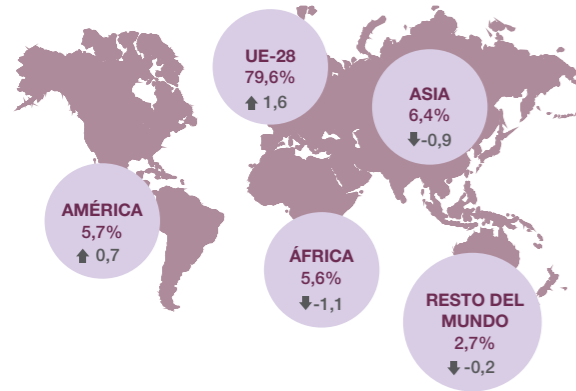 UE-28
79,6%
1,6
ASIA
6,4%
-0,9
AMÉRICA
5,7%
0,7
ÁFRICA
5,6%
-1,1
RESTO DEL
MUNDO
2,7%
-0,2